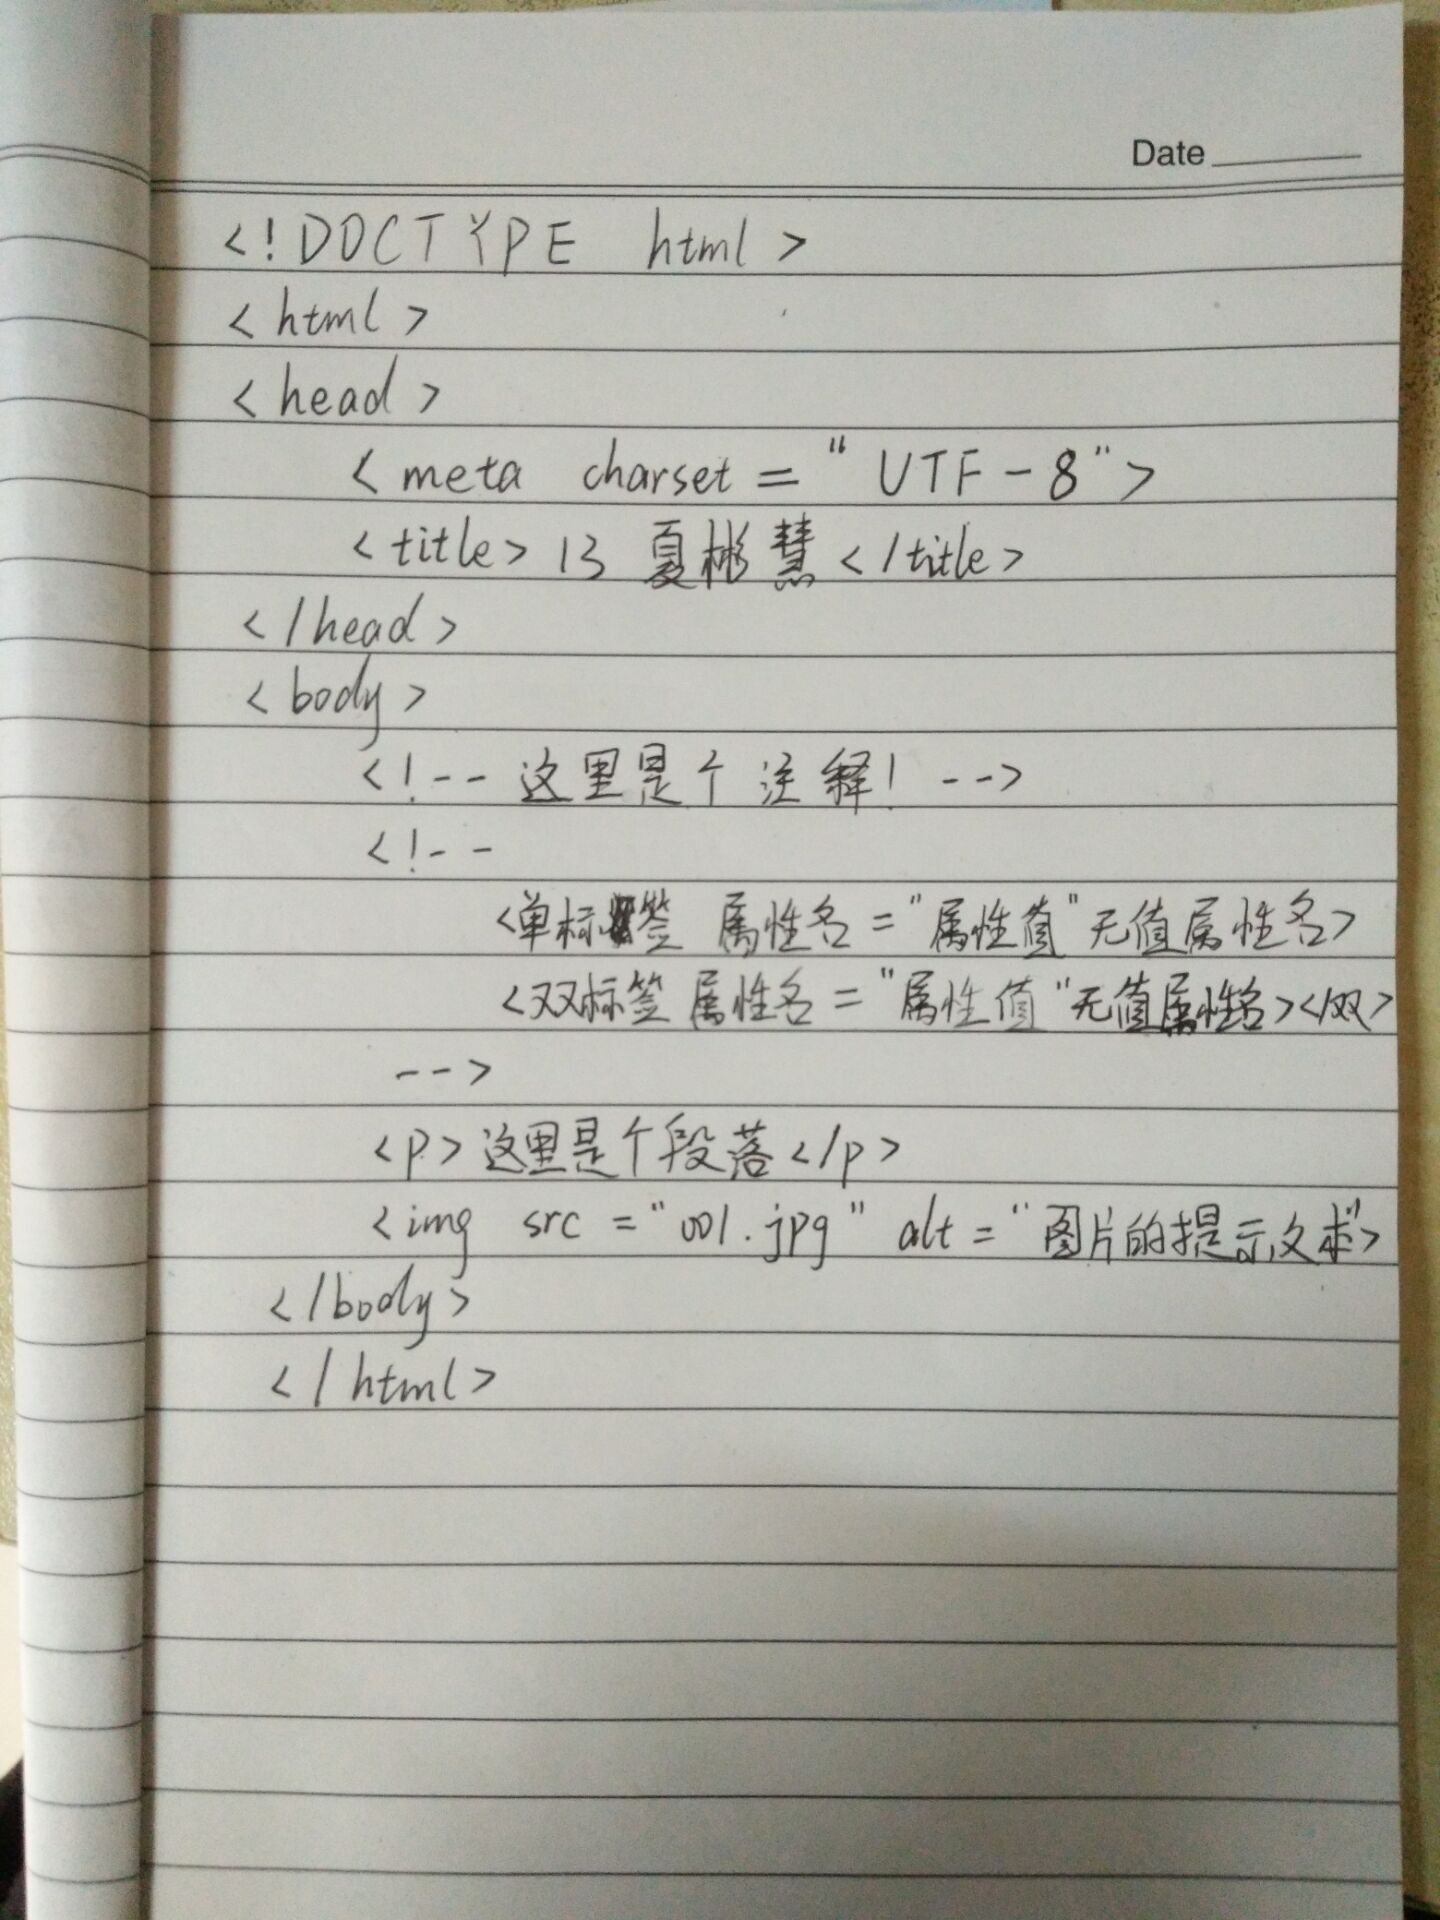 Date
<!DOCTYPE html>
<html>
<head>
<meta charset="UTF-8">
<title>13 夏彬慧</title>
</head>
<body>
<!-- 这里是个注释! -->
<!--
<单标签 属性名="属性值"无值属性名>
<双标签 属性名="属性值"无值属性名></双>
-->
<p>这里是个段落</p>
<img src="001.jpg" alt="图片的提示文本">
</body>
</html>